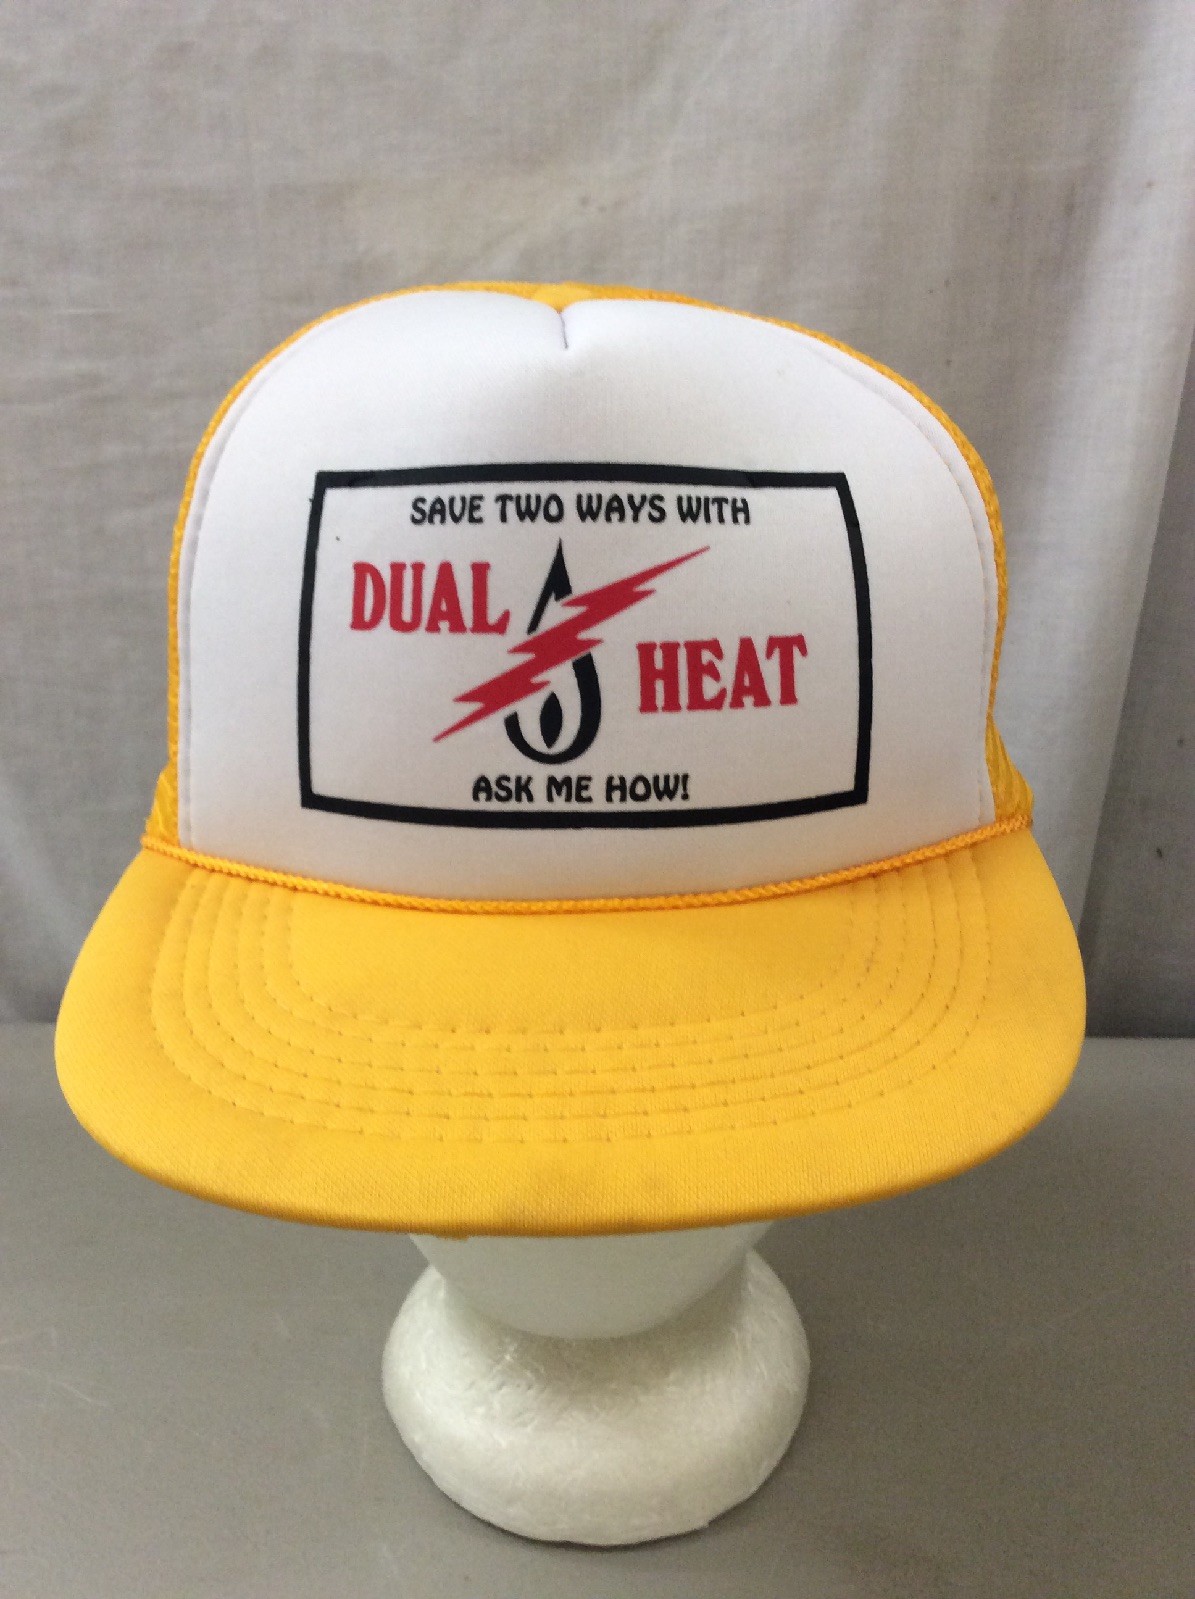 SAVE TWO WAYS WITH
DUAL HEAT
ASK ME HOW!